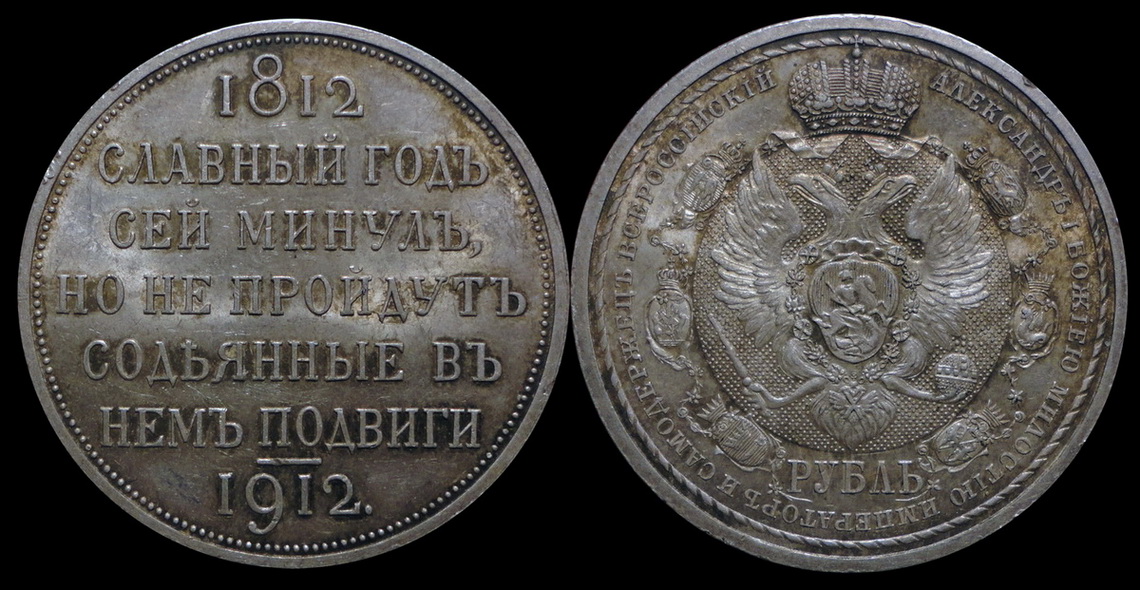 1812
СЛАВНЫЙ ГОДЪ
СЕЙ МИНУЛЪ,
НО НЕ ПРОЙДУТЪ
СОДѢЯННЫЕ ВЪ
НЕМЪ ПОДВИГИ
1912.
АЛЕКСАНДРЪ I БОЖІЕЮ МИЛОСТІЮ ИМПЕРАТОРЪ И САМОДЕРЖЕЦЪ ВСЕРОССІЙСКІЙ
РУБЛЬ